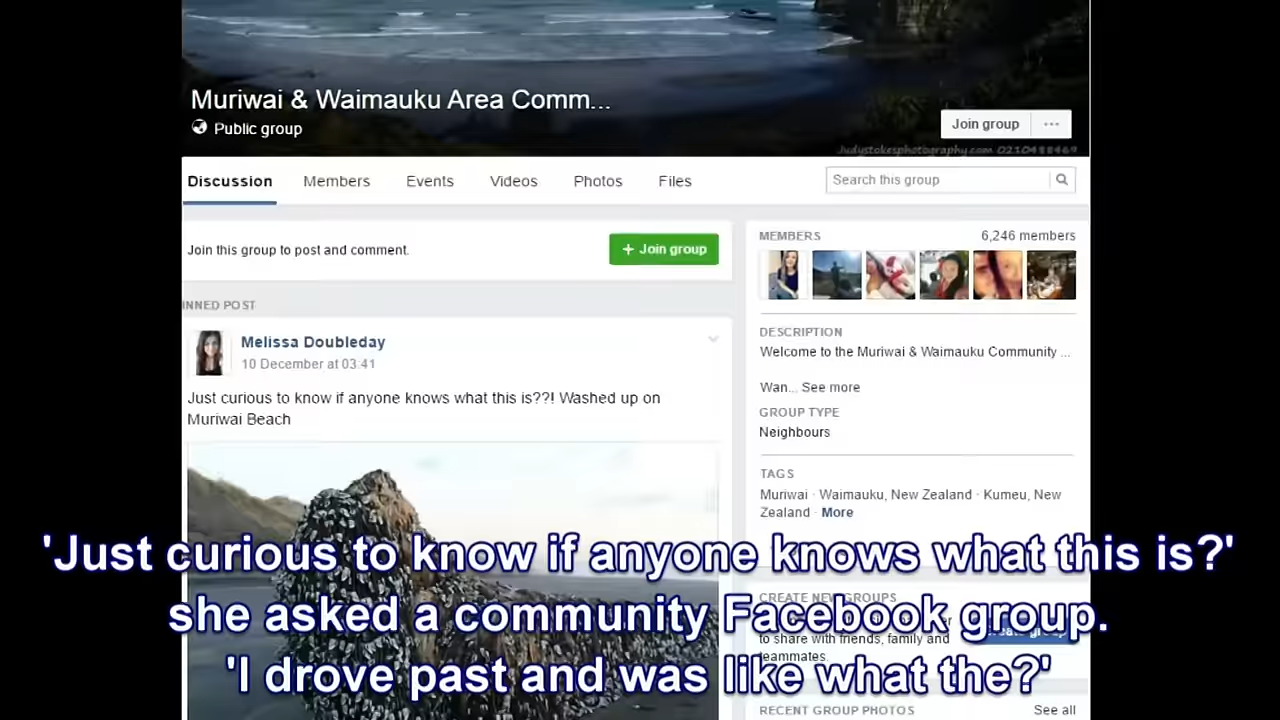 Muriwai & Waimauku Area Comm...
Public group
Join group
Judystokesphotography.com
Discussion Members Events Videos Photos Files
Search this group
Join this group to post and comment.
+ Join group
INNED POST
Melissa Doubleday
10 December at 03:41
Just curious to know if anyone knows what this is??! Washed up on
Muriwai Beach
MEMBERS 6,246 members
DESCRIPTION
Welcome to the Muriwai & Waimauku Community ...
Wan... See more
GROUP TYPE
Neighbours
TAGS
Muriwai · Waimauku, New Zealand · Kumeu, New
Zealand · More
CREATE NEW GROUPS
to share with friends, family and
teammates.
RECENT GROUP PHOTOS See all
'Just curious to know if anyone knows what this is?'
she asked a community Facebook group.
'I drove past and was like what the?'